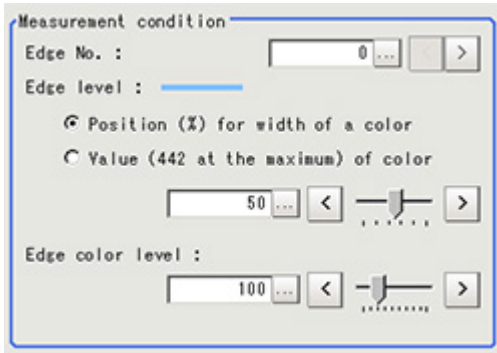 Measurement condition
Edge No. :
0 ... < >
Edge level :
Position (%) for width of a color
Value (442 at the maximum) of color
50 ... < >
Edge color level :
100 ... < >